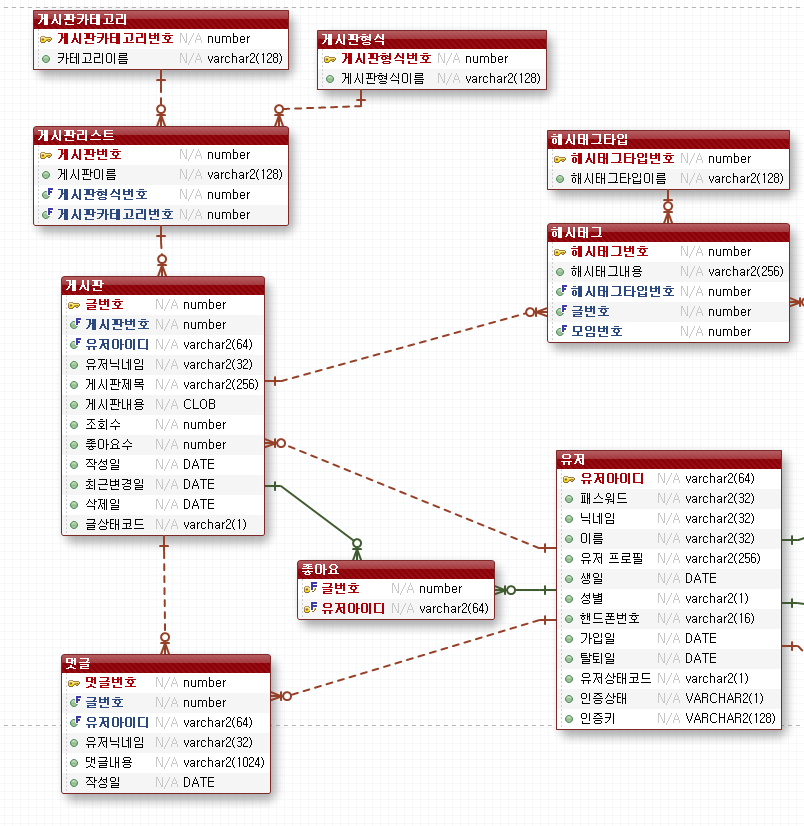 게시판카테고리
게시판카테고리번호 N/A number
카테고리이름 N/A varchar2(128)
게시판형식
게시판형식번호 N/A number
게시판형식이름 N/A varchar2(128)
게시판리스트
게시판번호 N/A number
게시판이름 N/A varchar2(128)
게시판형식번호 N/A number
게시판카테고리번호 N/A number
해시태그타입
해시태그타입번호 N/A number
해시태그타입이름 N/A varchar2(128)
해시태그
해시태그번호 N/A number
해시태그내용 N/A varchar2(256)
해시태그타입번호 N/A number
글번호 N/A number
모임번호 N/A number
게시판
글번호 N/A number
게시판번호 N/A number
유저아이디 N/A varchar2(64)
유저닉네임 N/A varchar2(32)
게시판제목 N/A varchar2(256)
게시판내용 N/A CLOB
조회수 N/A number
좋아요수 N/A number
작성일 N/A DATE
최근변경일 N/A DATE
삭제일 N/A DATE
글상태코드 N/A varchar2(1)
유저
유저아이디 N/A varchar2(64)
패스워드 N/A varchar2(32)
닉네임 N/A varchar2(32)
이름 N/A varchar2(32)
유저 프로필 N/A varchar2(256)
생일 N/A DATE
성별 N/A varchar2(1)
핸드폰번호 N/A varchar2(16)
가입일 N/A DATE
탈퇴일 N/A DATE
유저상태코드 N/A varchar2(1)
인증상태 N/A VARCHAR2(1)
인증키 N/A VARCHAR2(128)
좋아요
글번호 N/A number
유저아이디 N/A varchar2(64)
댓글
댓글번호 N/A number
글번호 N/A number
유저아이디 N/A varchar2(64)
유저닉네임 N/A varchar2(32)
댓글내용 N/A varchar2(1024)
작성일 N/A DATE